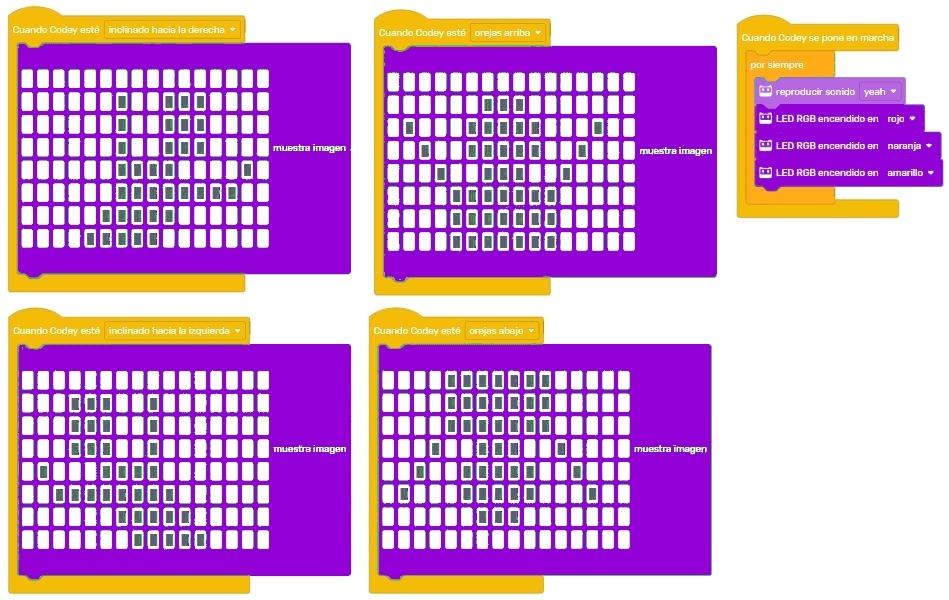 Cuando Codey esté inclinado hacia la derecha
muestra imagen
Cuando Codey esté orejas arriba
muestra imagen
Cuando Codey se pone en marcha
por siempre
reproducir sonido yeah
LED RGB encendido en rojo
LED RGB encendido en naranja
LED RGB encendido en amarillo
Cuando Codey esté inclinado hacia la izquierda
muestra imagen
Cuando Codey esté orejas abajo
muestra imagen